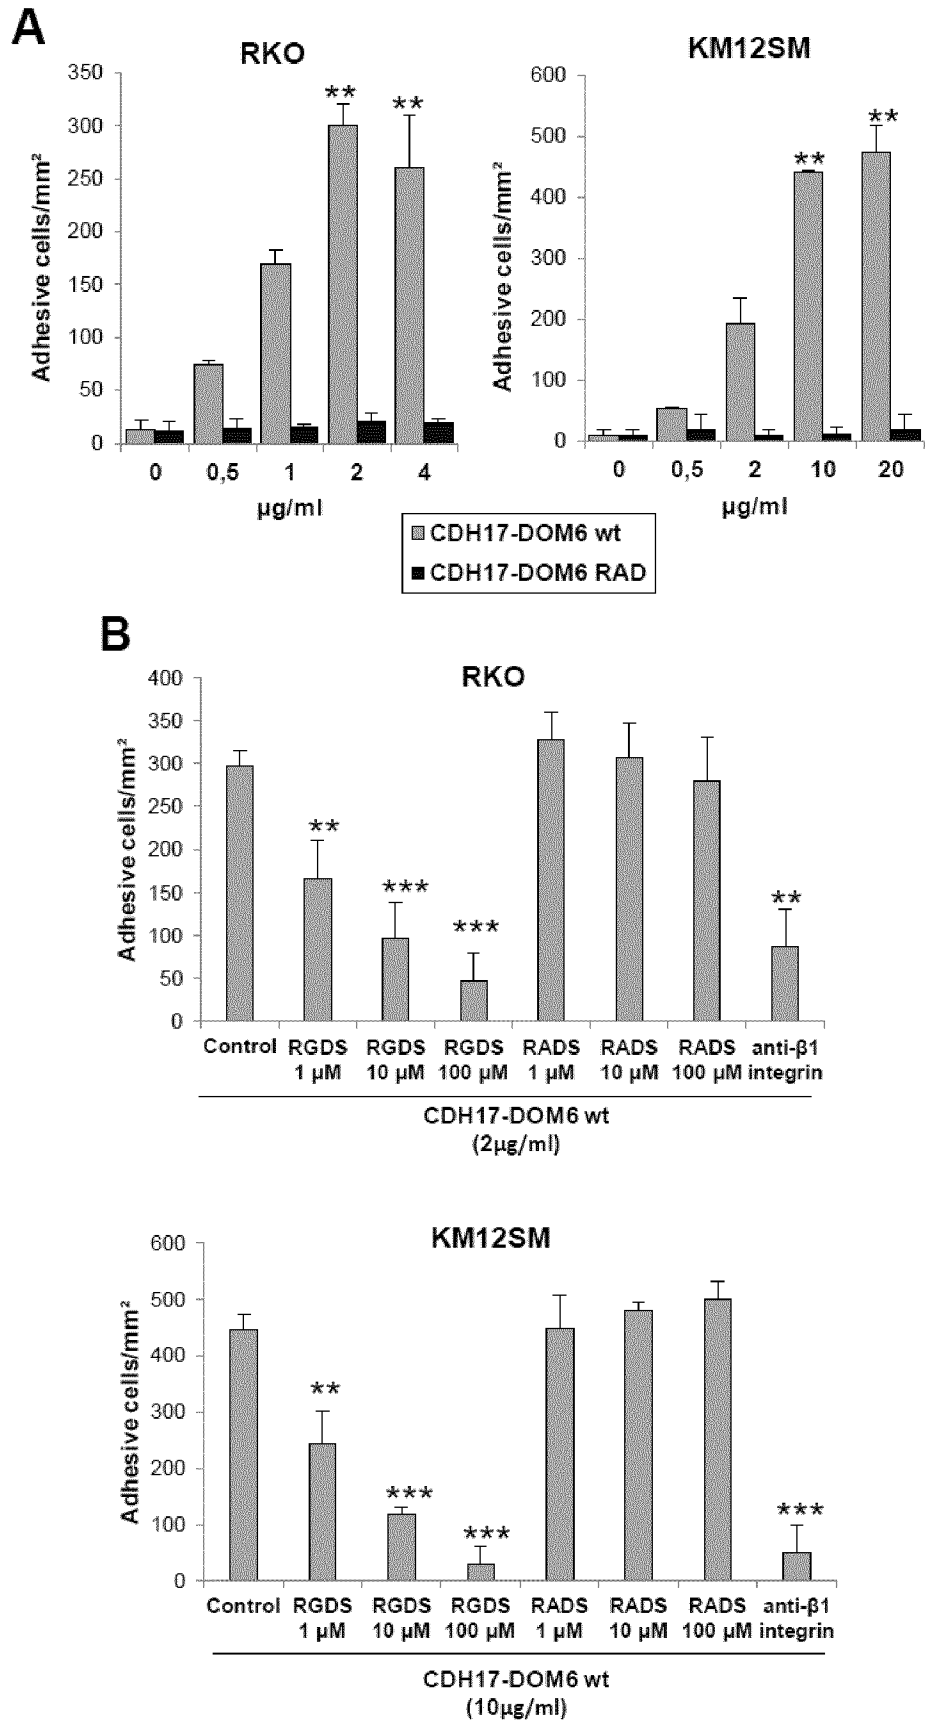 A
RKO
Adhesive cells/mm²
350
300
250
200
150
100
50
0
** **
0 0,5 1 2 4
µg/ml
KM12SM
Adhesive cells/mm²
600
500
400
300
200
100
0
** **
0 0,5 2 10 20
µg/ml
CDH17-DOM6 wt
CDH17-DOM6 RAD
B
RKO
Adhesive cells/mm²
400
350
300
250
200
150
100
50
0
** *** *** **
Control RGDS RGDS RGDS RADS RADS RADS anti-β1
1 µM 10 µM 100 µM 1 µM 10 µM 100 µM integrin
CDH17-DOM6 wt
(2µg/ml)
KM12SM
Adhesive cells/mm²
600
500
400
300
200
100
0
** *** *** ***
Control RGDS RGDS RGDS RADS RADS RADS anti-β1
1 µM 10 µM 100 µM 1 µM 10 µM 100 µM integrin
CDH17-DOM6 wt
(10µg/ml)